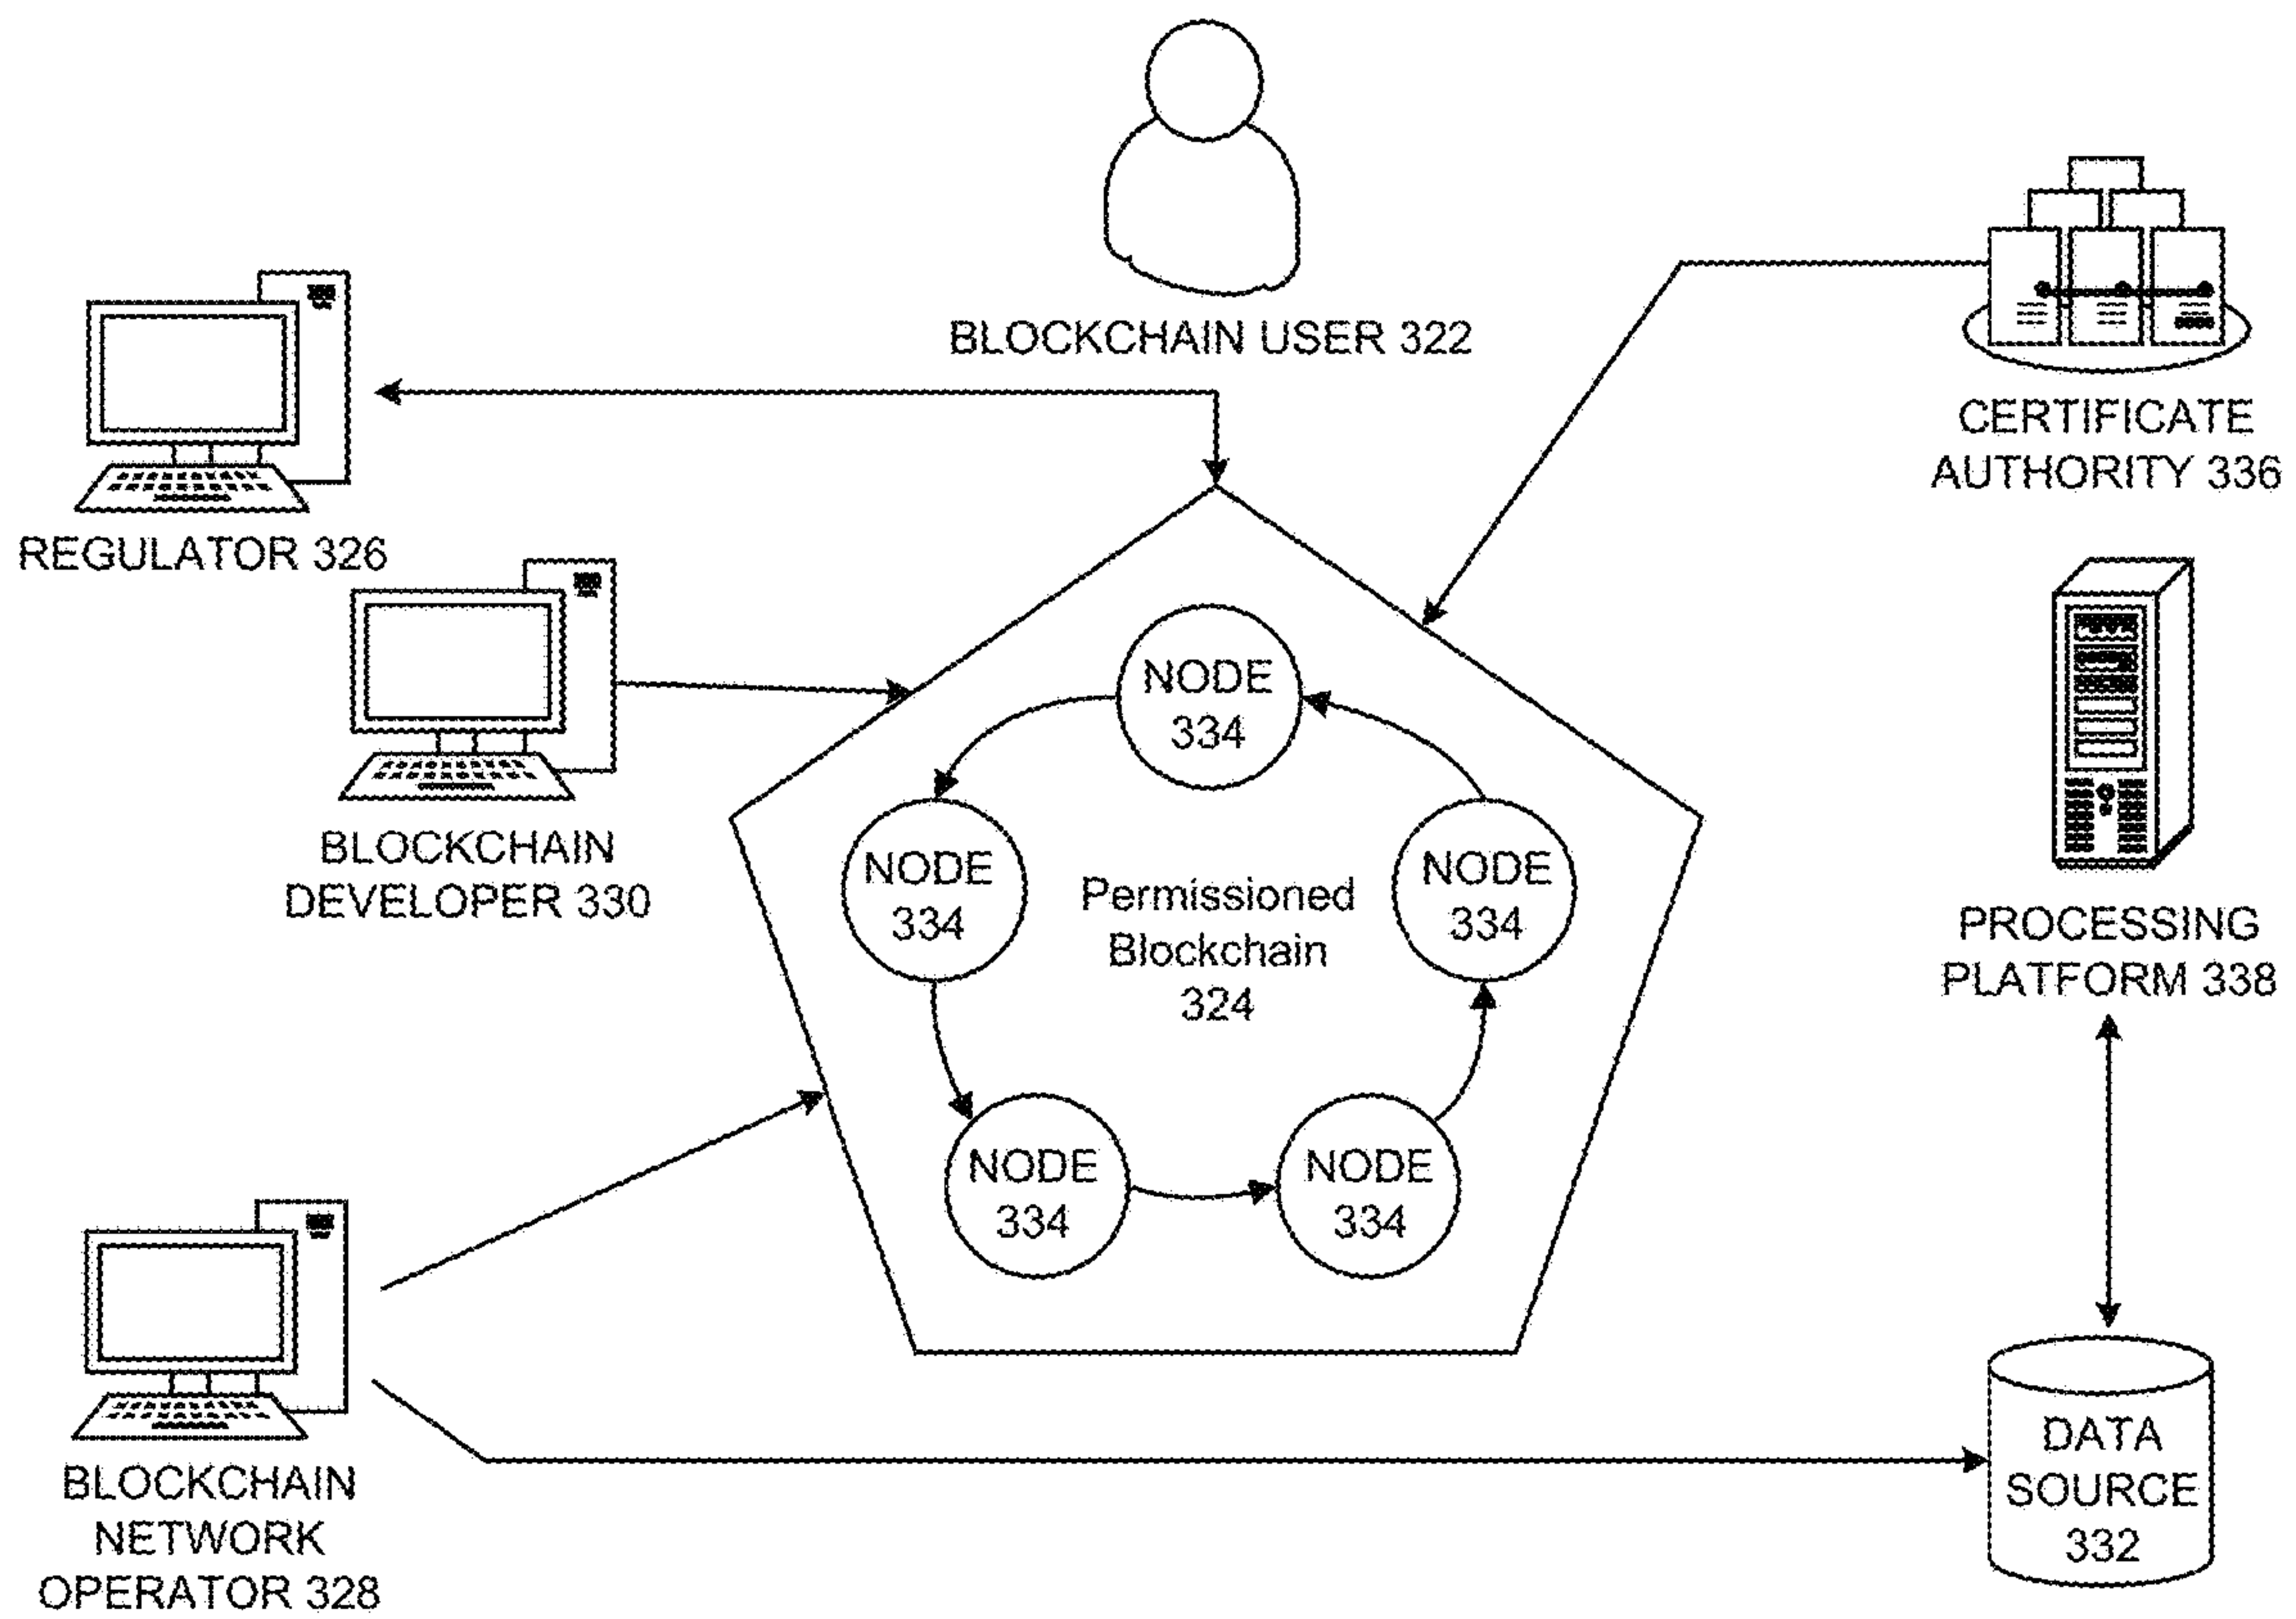 BLOCKCHAIN USER 322
CERTIFICATE
AUTHORITY 336
REGULATOR 326
BLOCKCHAIN
DEVELOPER 330
NODE
334
NODE
334
Permissioned
Blockchain
324
NODE
334
PROCESSING
PLATFORM 338
NODE
334
NODE
334
BLOCKCHAIN
NETWORK
OPERATOR 328
DATA
SOURCE
332